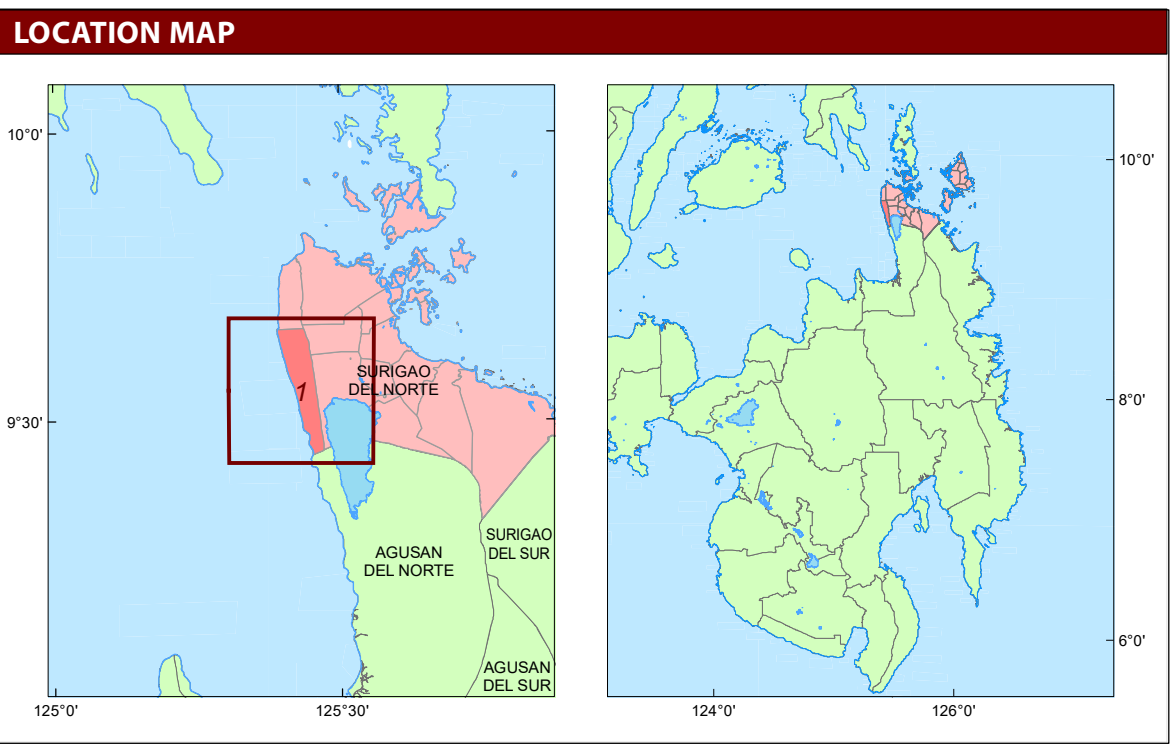 LOCATION MAP
10°0'
9°30'
125°0'
125°30'
1
SURIGAO
DEL NORTE
SURIGAO
DEL SUR
AGUSAN
DEL NORTE
AGUSAN
DEL SUR
10°0'
8°0'
6°0'
124°0'
126°0'